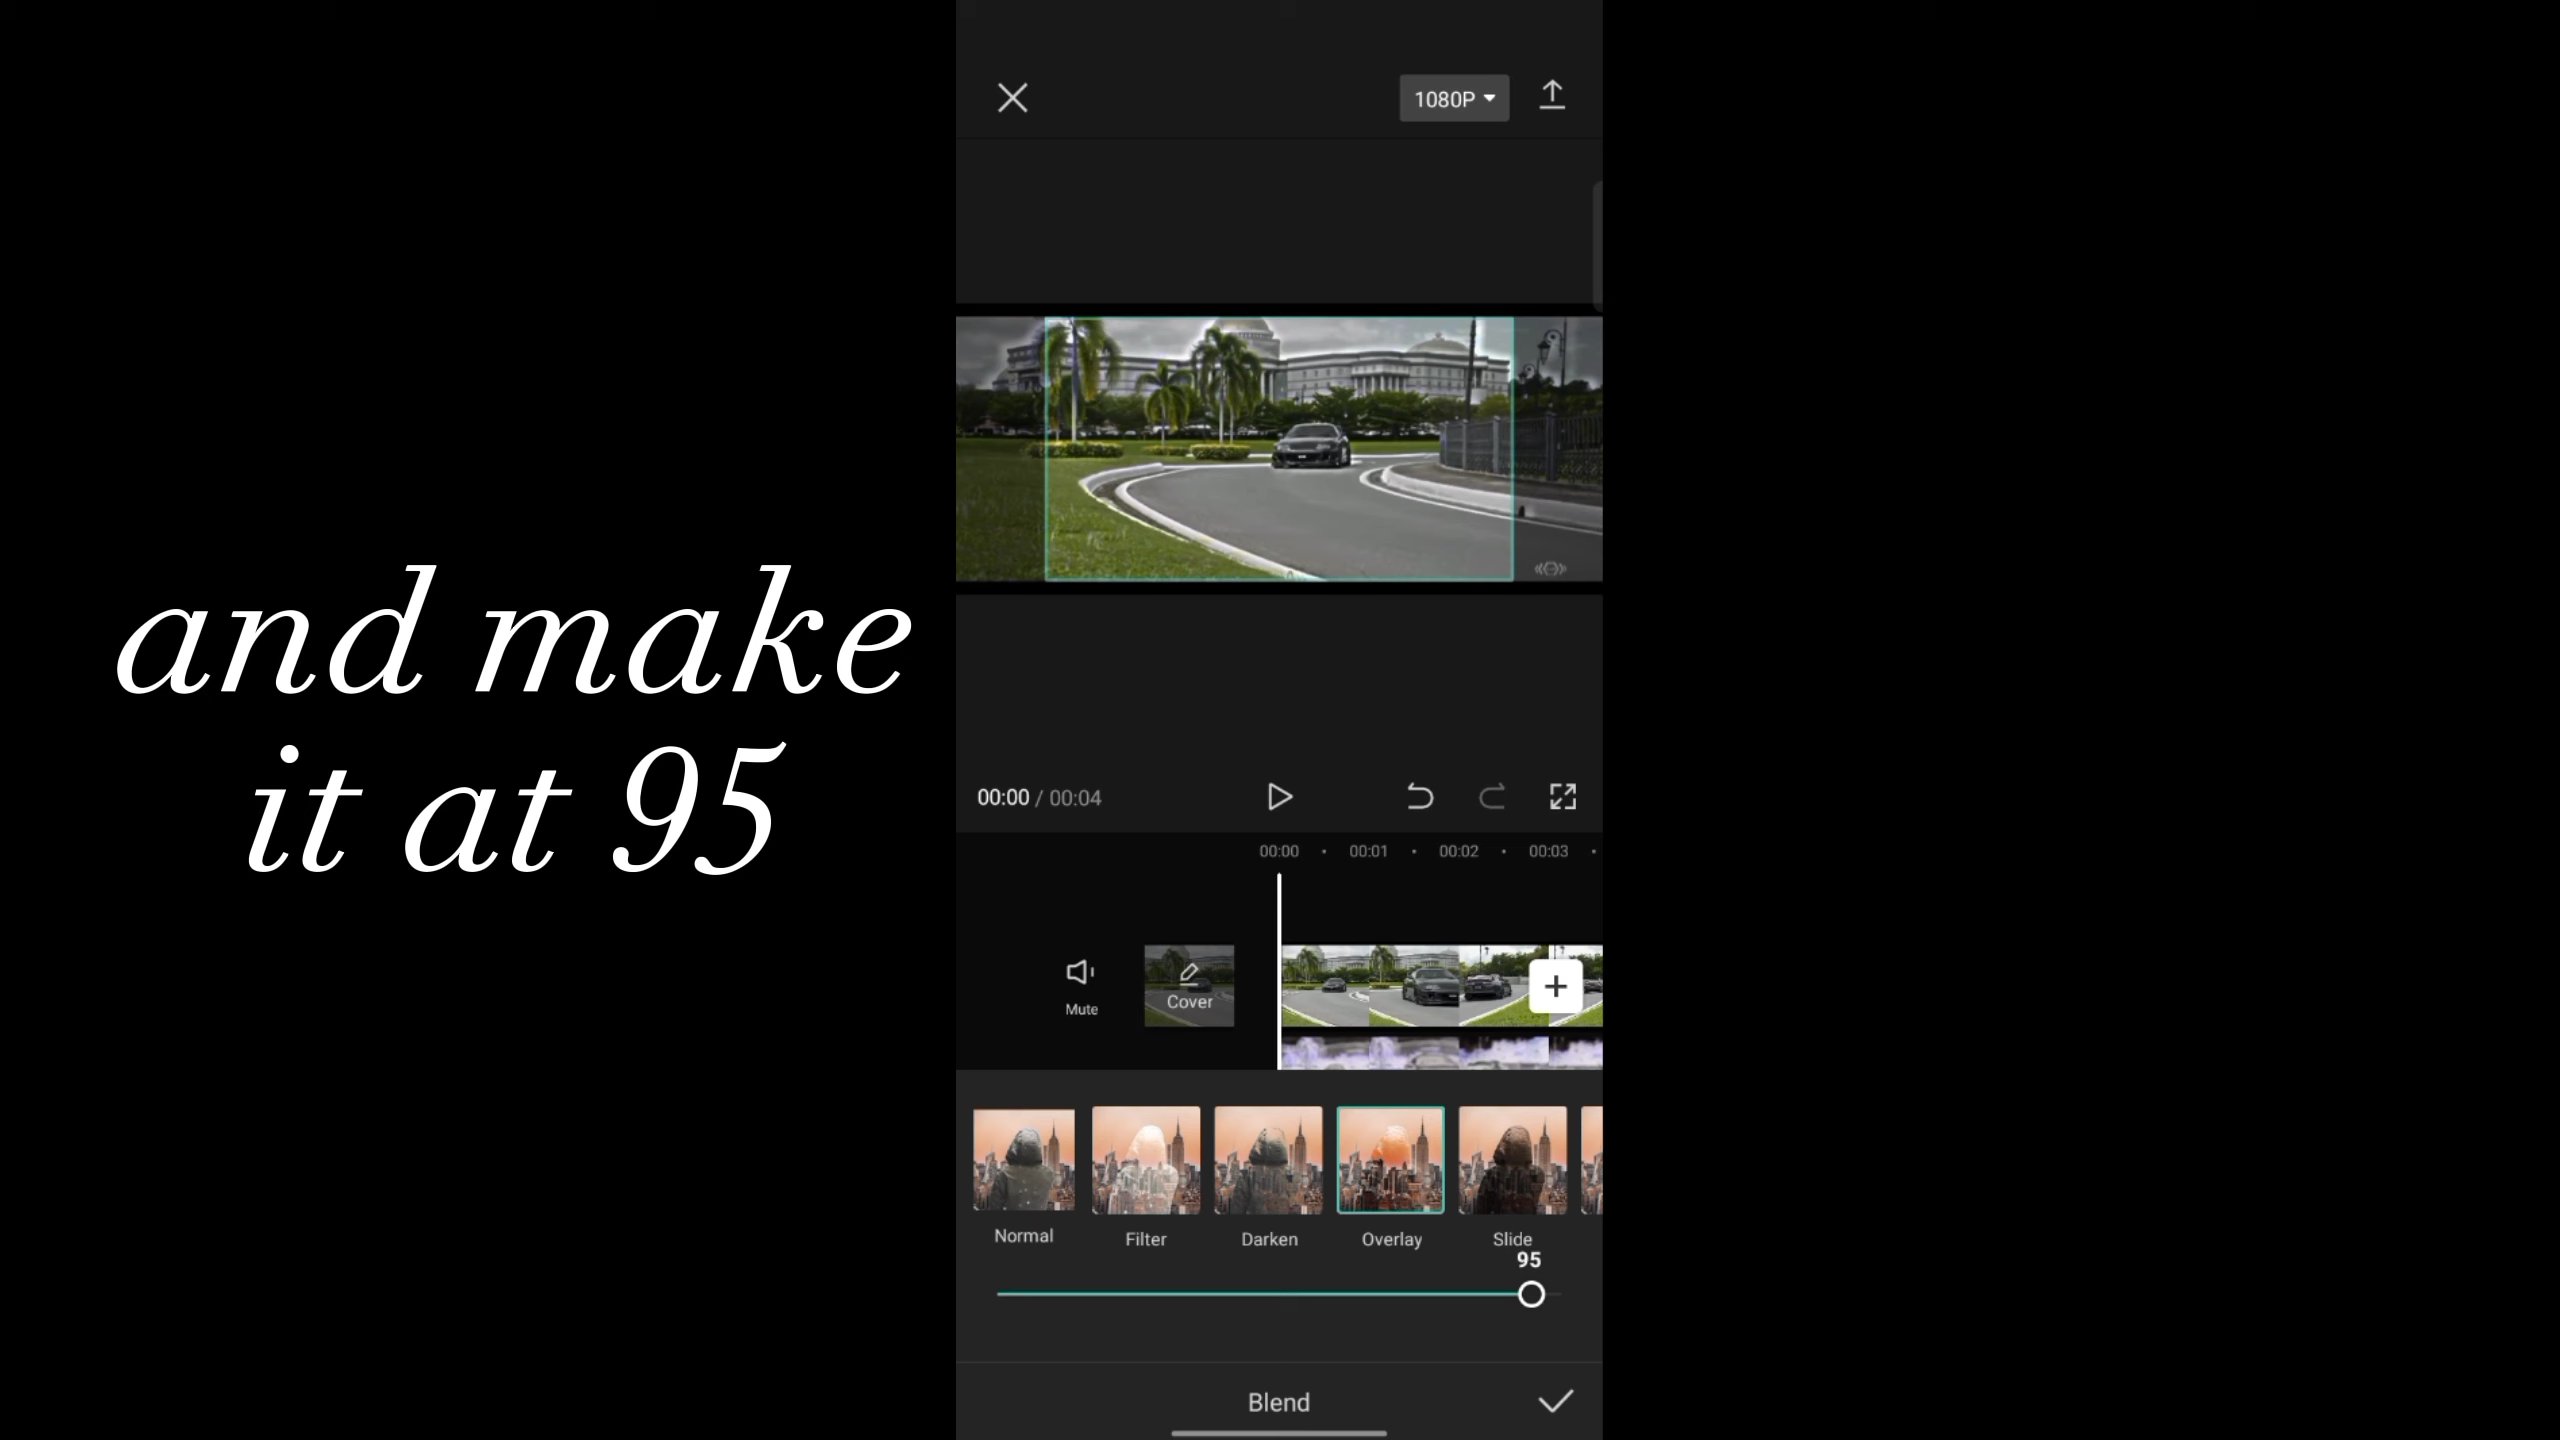 1080P
and make
it at 95
00:00 / 00:04
00:00 00:01 00:02 00:03
Mute
Cover
Normal Filter Darken Overlay Slide
95
Blend